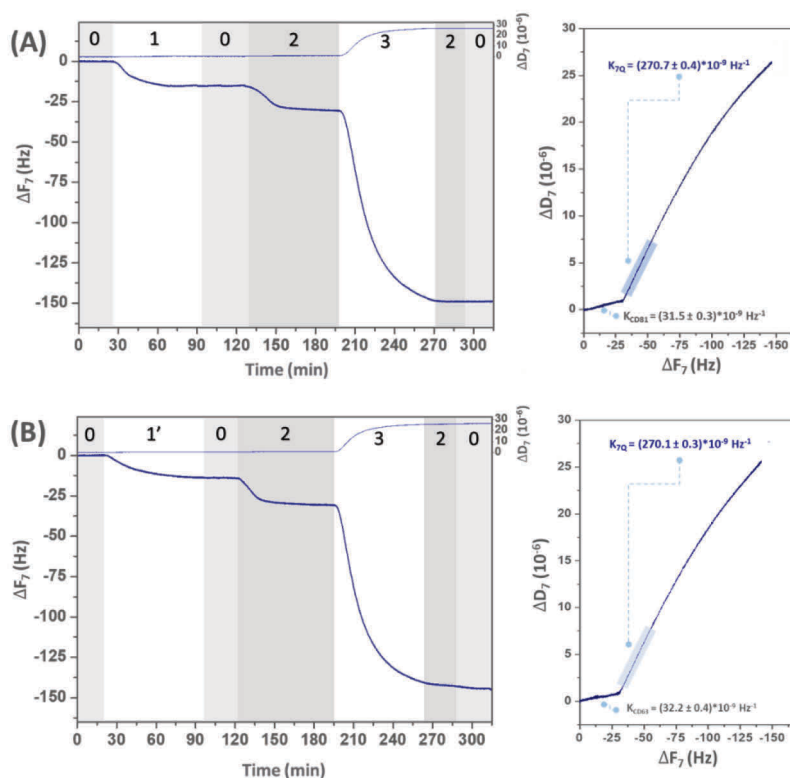 (A)
0 1 0 2 3 2 0
30
20
10
0
ΔD₇ (10⁻⁶)
0
-25
-50
-75
-100
-125
-150
ΔF₇ (Hz)
0 30 60 90 120 150 180 210 240 270 300
Time (min)
30
25
20
15
10
5
0
ΔD₇ (10⁻⁶)
K₇Q = (270.7 ± 0.4)*10⁻⁹ Hz⁻¹
K_CD81 = (31.5 ± 0.3)*10⁻⁹ Hz⁻¹
0 -25 -50 -75 -100 -125 -150
ΔF₇ (Hz)
(B)
0 1’ 0 2 3 2 0
30
20
10
0
ΔD₇ (10⁻⁶)
0
-25
-50
-75
-100
-125
-150
ΔF₇ (Hz)
0 30 60 90 120 150 180 210 240 270 300
Time (min)
30
25
20
15
10
5
0
ΔD₇ (10⁻⁶)
K₇Q = (270.1 ± 0.3)*10⁻⁹ Hz⁻¹
K_CD63 = (32.2 ± 0.4)*10⁻⁹ Hz⁻¹
0 -25 -50 -75 -100 -125 -150
ΔF₇ (Hz)